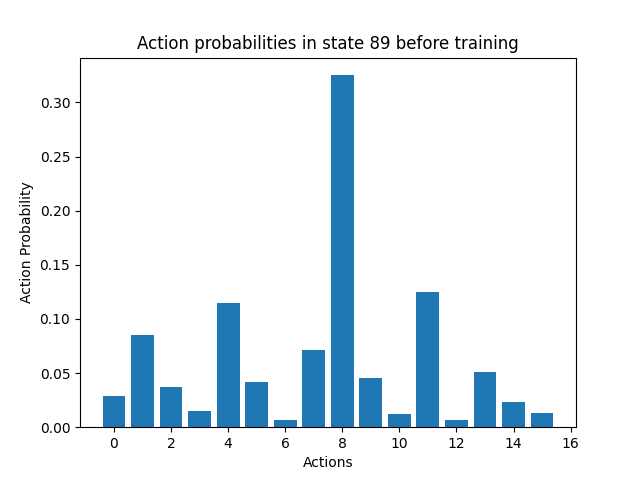 Action probabilities in state 89 before training
0.30
0.25
0.20
0.15
0.10
0.05
0.00
Action Probability
0 2 4 6 8 10 12 14 16
Actions